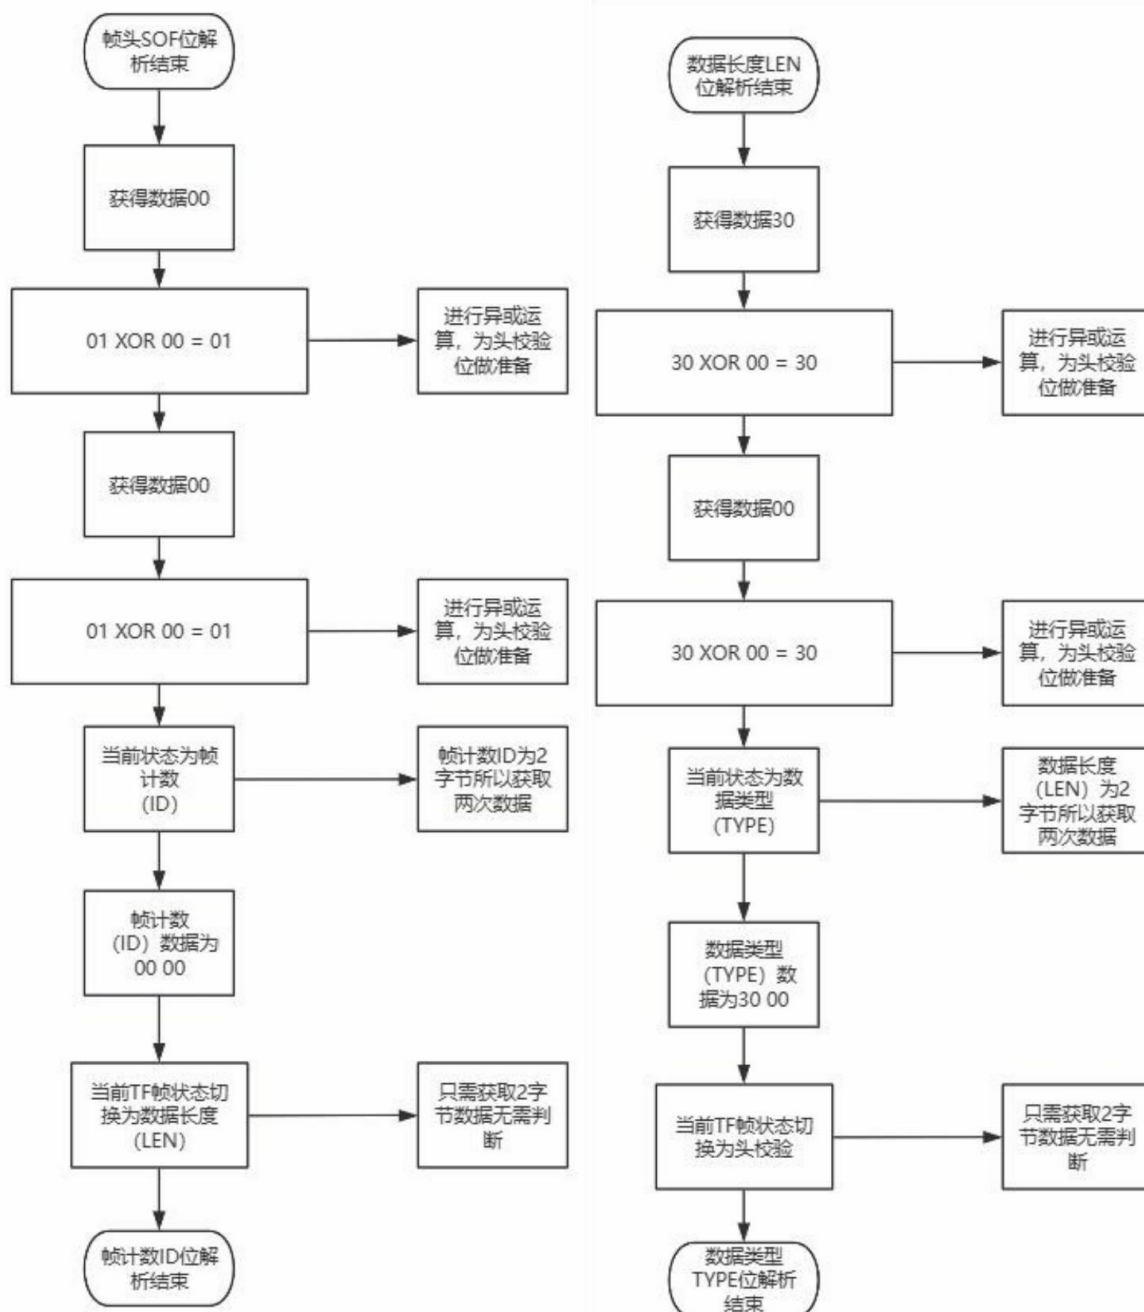 帧头SOF位解
析结束
获得数据00
01 XOR 00 = 01
进行异或运
算，为头校验
位做准备
获得数据00
01 XOR 00 = 01
进行异或运
算，为头校验
位做准备
当前状态为帧
计数
（ID）
帧计数ID为2
字节所以获取
两次数据
帧计数
（ID）数据为
00 00
当前TF帧状态切
换为数据长度
（LEN）
只需获取2字
节数据无需判
断
帧计数ID位解
析结束
数据长度LEN
位解析结束
获得数据30
30 XOR 00 = 30
进行异或运
算，为头校验
位做准备
获得数据00
30 XOR 00 = 30
进行异或运
算，为头校验
位做准备
当前状态为数
据类型
(TYPE)
数据长度
（LEN）为2
字节所以获取
两次数据
数据类型
（TYPE）数
据为30 00
当前TF帧状态切
换为头校验
只需获取2字
节数据无需判
断
数据类型
TYPE位解析
结束